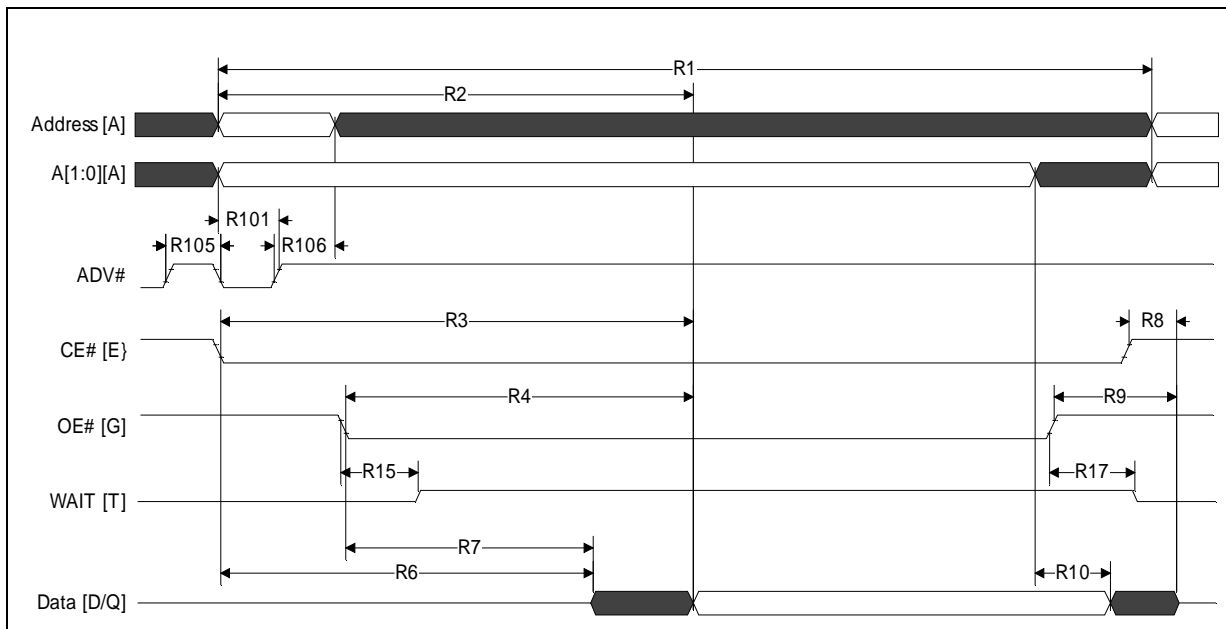 R1
R2
Address [A]
A[1:0][A]
R101
R105
R106
ADV#
R3
R8
CE# [E}
R4
R9
OE# [G]
R15
R17
WAIT [T]
R7
R6
R10
Data [D/Q]